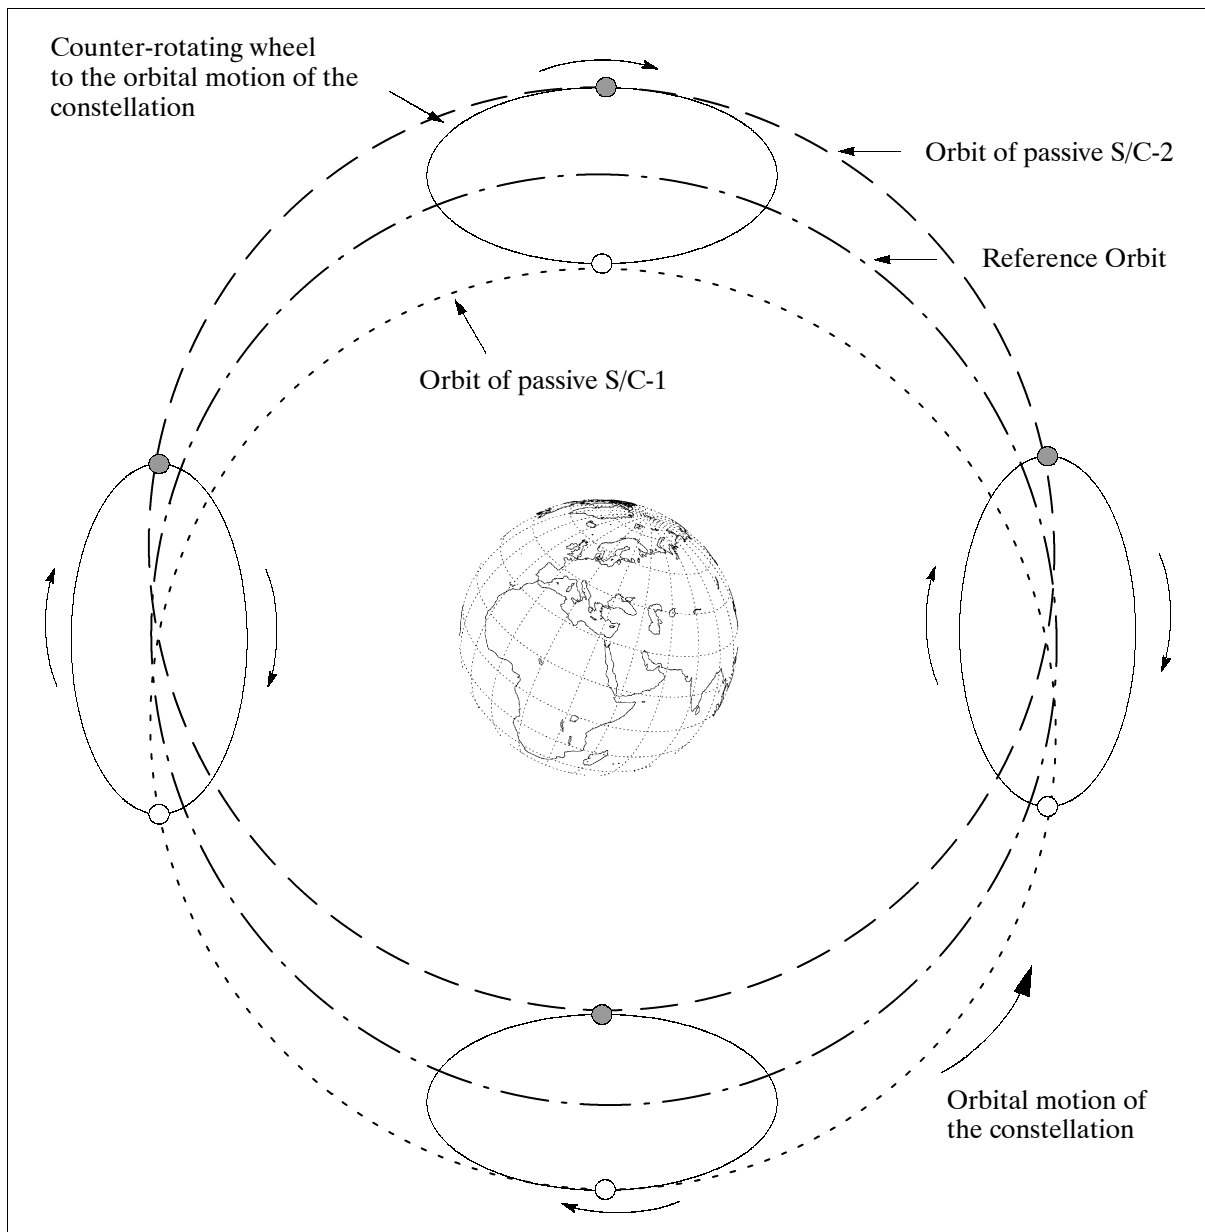 Counter-rotating wheel
to the orbital motion of the
constellation
Orbit of passive S/C-2
Reference Orbit
Orbit of passive S/C-1
Orbital motion of
the constellation